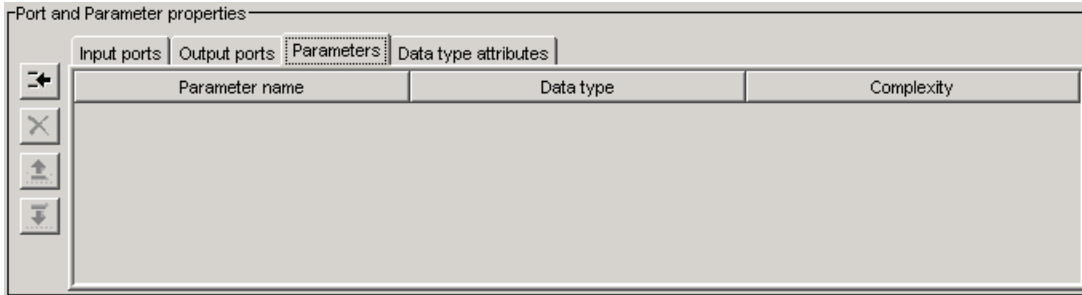 Port and Parameter properties
Input ports Output ports Parameters Data type attributes
Parameter name Data type Complexity